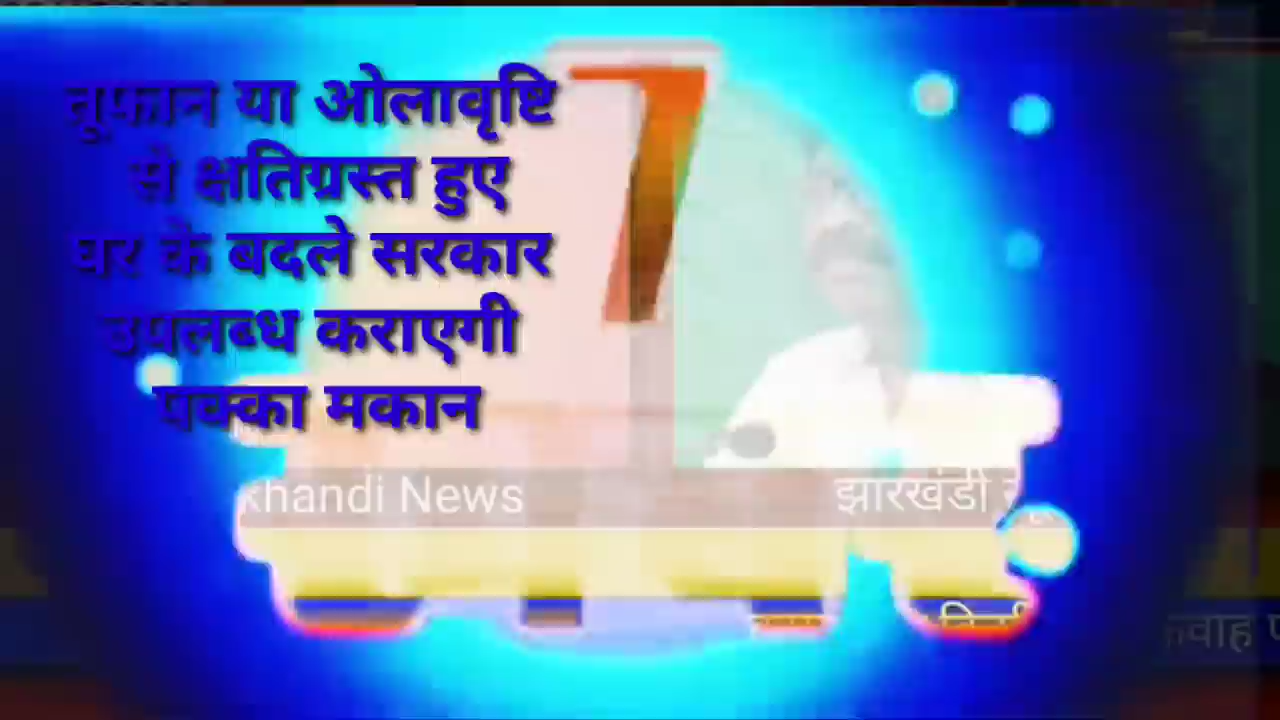 तुफान या ओलावृष्टि
से क्षतिग्रस्त हुए
घर के बदले सरकार
उपलब्ध कराएगी
पक्का मकान
khandi News
झारखंडी